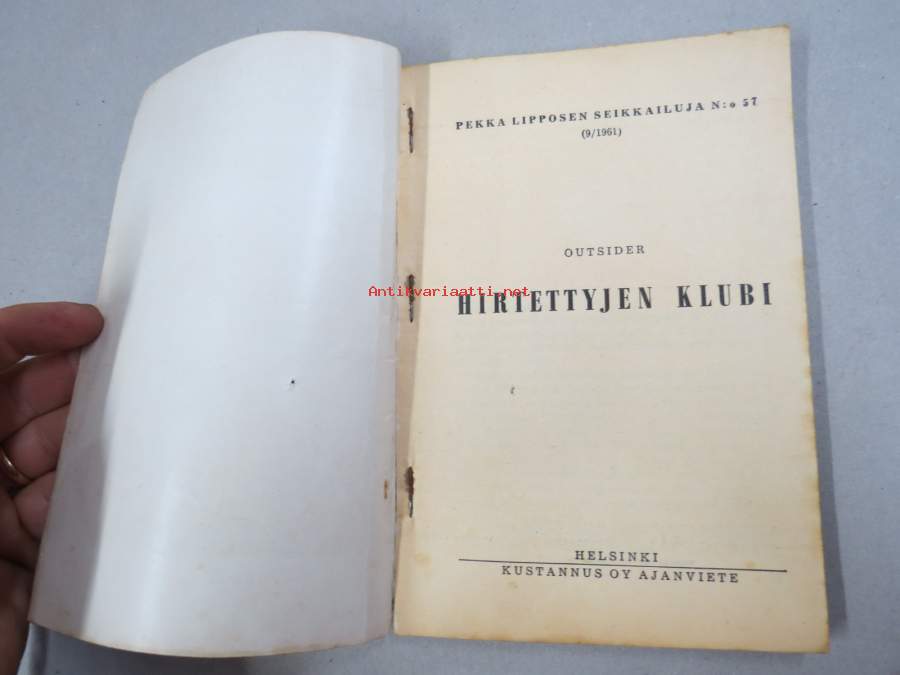 PEKKA LIPPOSEN SEIKKAILUJA N:o 57
(9/1961)
OUTSIDER
Antikvariaatti.net
HIRTETTYJEN KLUBI
HELSINKI
KUSTANNUS OY AJANVIETE